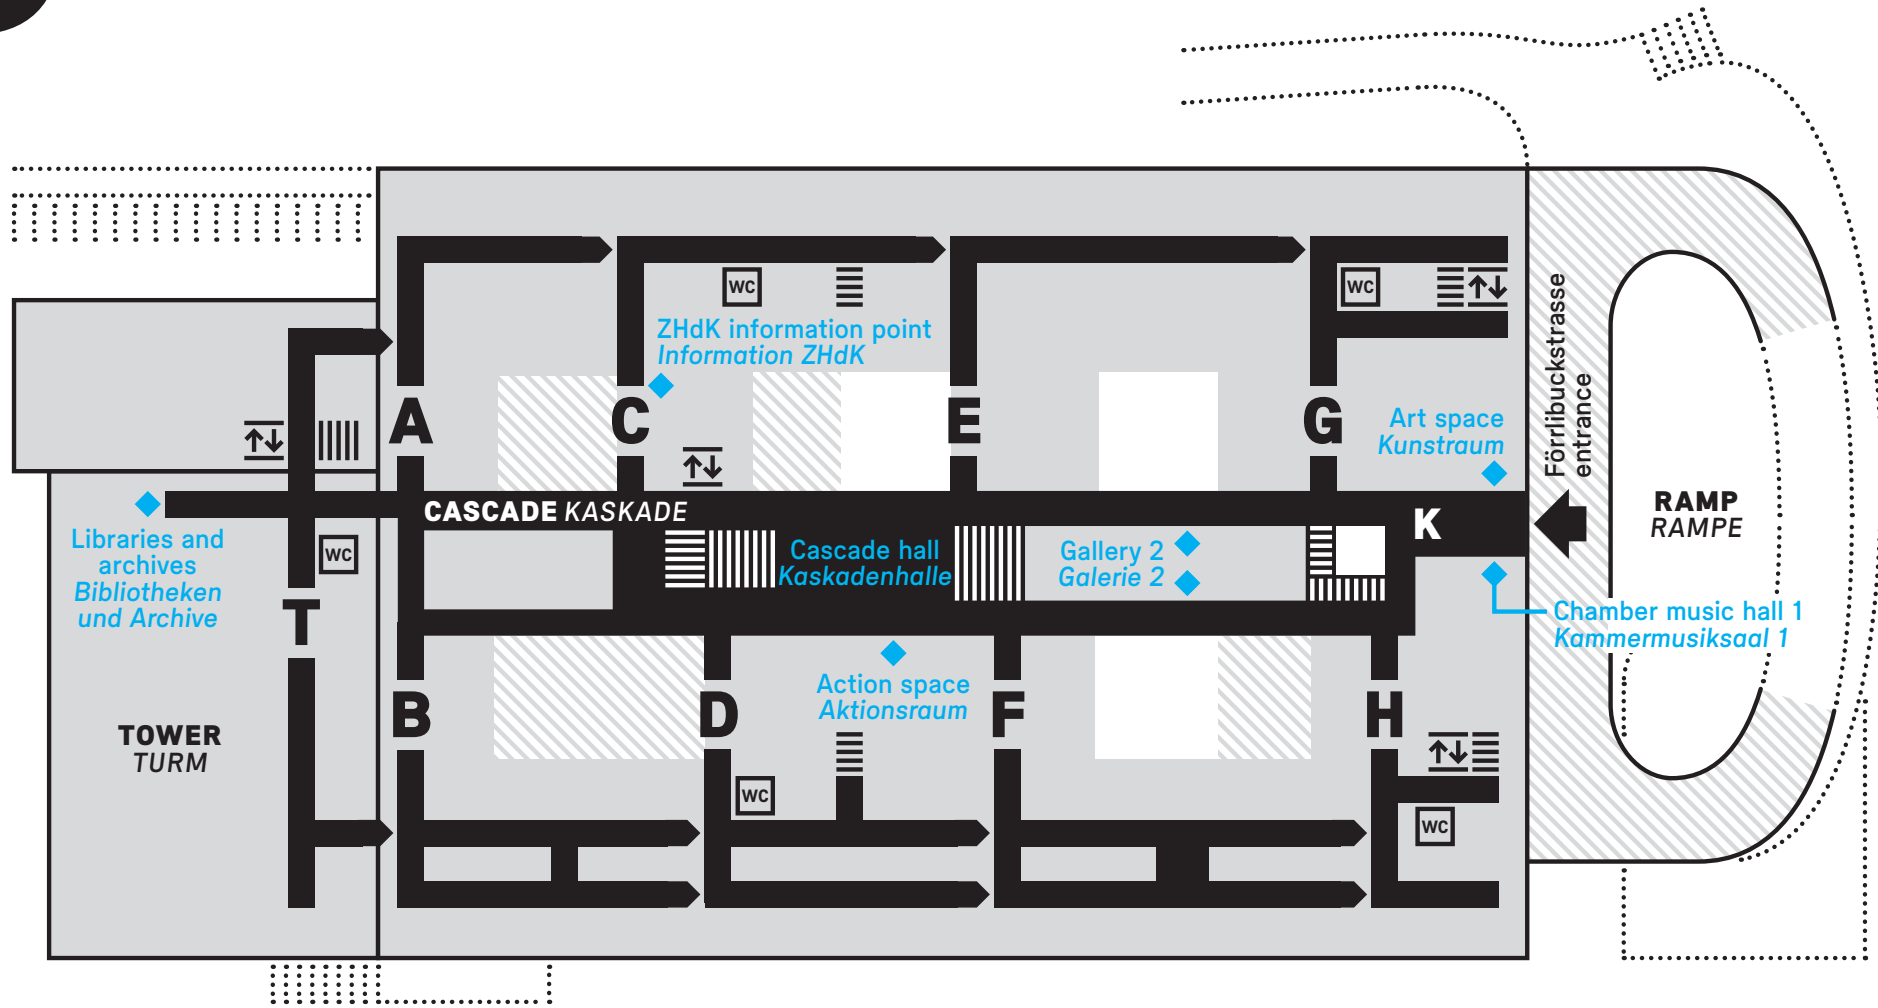 WC
WC
ZHdK information point
Information ZHdK
Förrlibuckstrasse
entrance
A
C
E
G
Art space
Kunstraum
CASCADE KASKADE
K
RAMP
RAMPE
Libraries and
archives
Bibliotheken
und Archive
WC
Cascade hall
Kaskadenhalle
Gallery 2
Galerie 2
T
Chamber music hall 1
Kammermusiksaal 1
Action space
Aktionsraum
B
D
F
H
TOWER
TURM
WC
WC